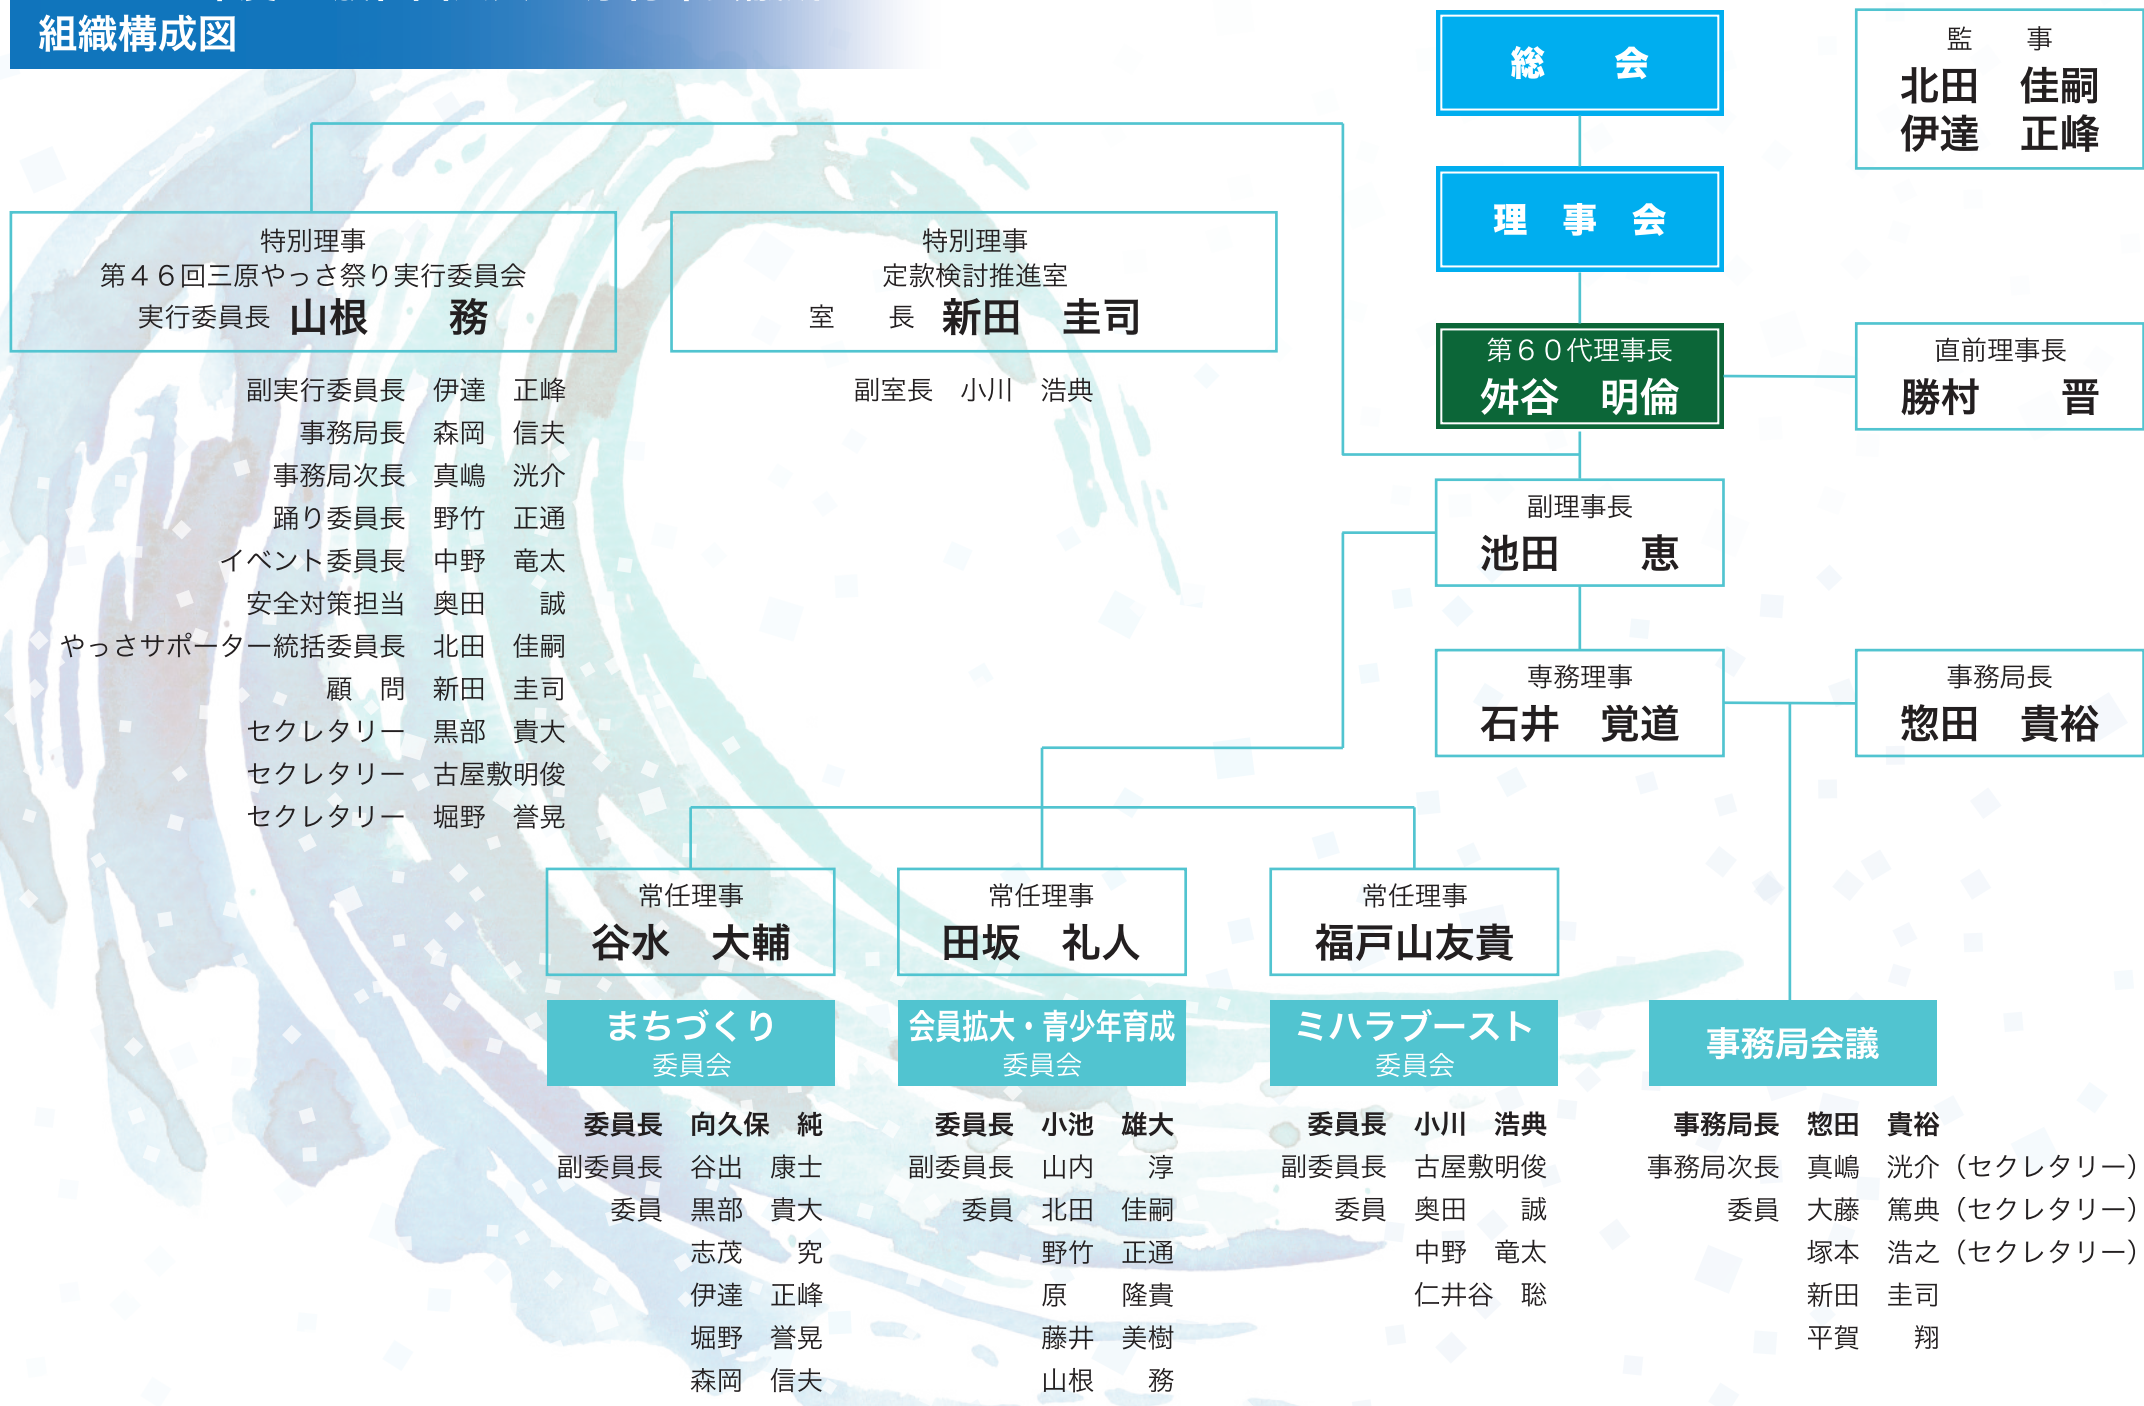 組織構成図
総　会
理　事　会
監　事
北田　佳嗣
伊達　正峰
第６０代理事長
舛谷　明倫
直前理事長
勝村　晋
特別理事
第４６回三原やっさ祭り実行委員会
実行委員長 山根　務
副実行委員長　伊達　正峰
事務局長　森岡　信夫
事務局次長　真嶋　洸介
踊り委員長　野竹　正通
イベント委員長　中野　竜太
安全対策担当　奥田　誠
やっさサポーター統括委員長　北田　佳嗣
顧　問　新田　圭司
セクレタリー　黒部　貴大
セクレタリー　古屋敷明俊
セクレタリー　堀野　誉晃
特別理事
定款検討推進室
室　長 新田　圭司
副室長　小川　浩典
副理事長
池田　恵
専務理事
石井　覚道
事務局長
惣田　貴裕
常任理事
谷水　大輔
まちづくり
委員会
委員長　向久保　純
副委員長　谷出　康士
委員　黒部　貴大
志茂　究
伊達　正峰
堀野　誉晃
森岡　信夫
常任理事
田坂　礼人
会員拡大・青少年育成
委員会
委員長　小池　雄大
副委員長　山内　淳
委員　北田　佳嗣
野竹　正通
原　隆貴
藤井　美樹
山根　務
常任理事
福戸山友貴
ミハラブースト
委員会
委員長　小川　浩典
副委員長　古屋敷明俊
委員　奥田　誠
中野　竜太
仁井谷　聡
事務局会議
事務局長　惣田　貴裕
事務局次長　真嶋　洸介（セクレタリー）
委員　大藤　篤典（セクレタリー）
塚本　浩之（セクレタリー）
新田　圭司
平賀　翔